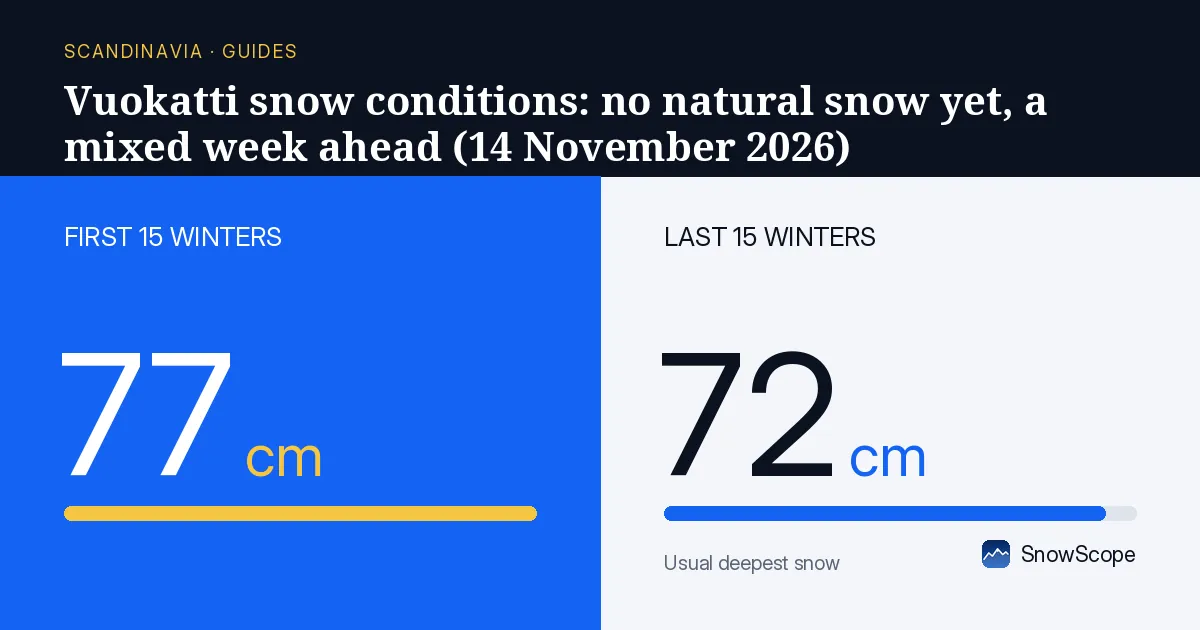 SCANDINAVIA · GUIDES
Vuokatti snow conditions: no natural snow yet, a
mixed week ahead (14 November 2026)
FIRST 15 WINTERS
77 cm
LAST 15 WINTERS
72 cm
Usual deepest snow
SnowScope